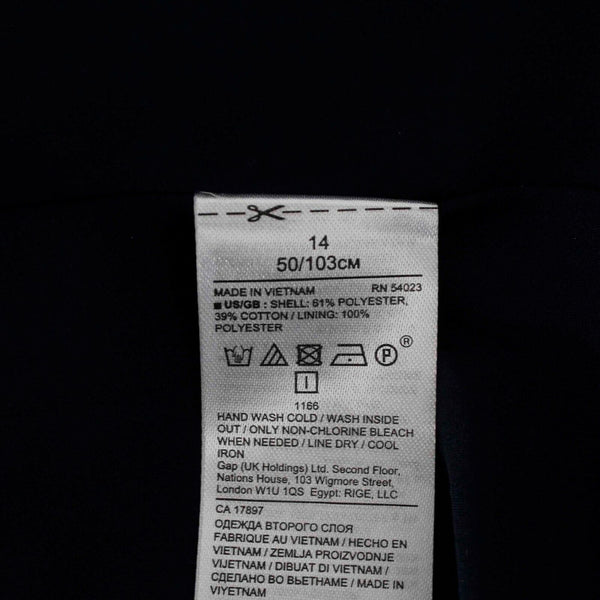 14
50/103CM
MADE IN VIETNAM RN 54023
■ US/GB : SHELL: 61% POLYESTER,
39% COTTON / LINING: 100%
POLYESTER
P ®
I
1166
HAND WASH COLD / WASH INSIDE
OUT / ONLY NON-CHLORINE BLEACH
WHEN NEEDED / LINE DRY / COOL
IRON
Gap (UK Holdings) Ltd. Second Floor,
Nations House, 103 Wigmore Street,
London W1U 1QS Egypt: RIGE, LLC
CA 17897
ОДЕЖДА ВТОРОГО СЛОЯ
FABRIQUE AU VIETNAM / HECHO EN
VIETNAM / ZEMLJA PROIZVODNJE
VIJETNAM / DIBUAT DI VIETNAM /
СДЕЛАНО ВО ВЬЕТНАМЕ / MADE IN
VIYETNAM